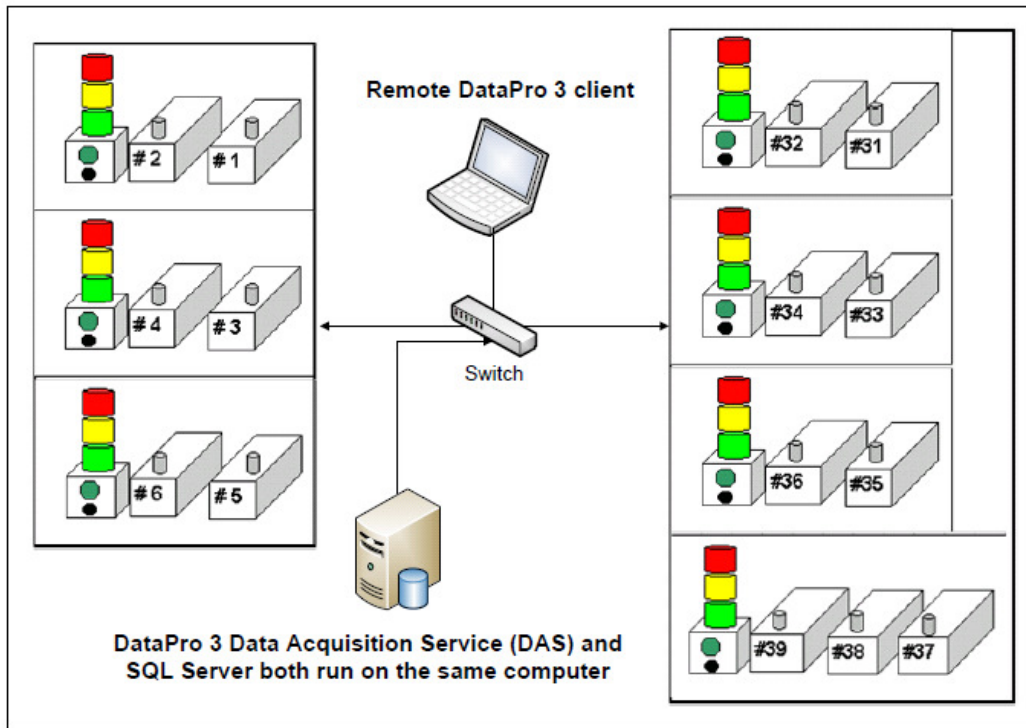 Remote DataPro 3 client
# 2 # 1
# 4 # 3
# 6 # 5
Switch
#32 #31
#34 #33
#36 #35
#39 #38 #37
DataPro 3 Data Acquisition Service (DAS) and
SQL Server both run on the same computer